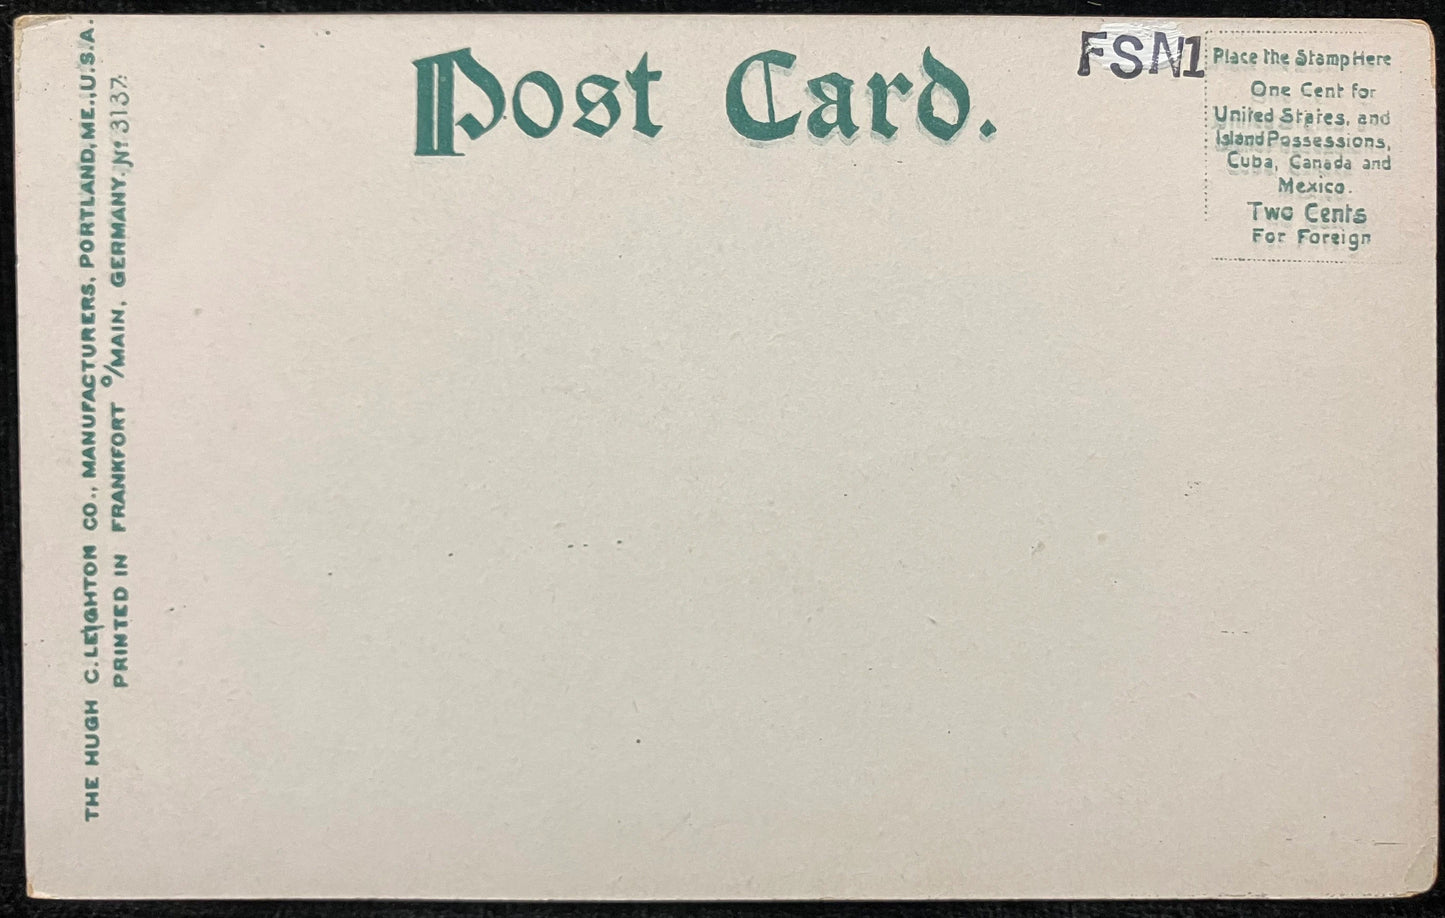 Post Card.
FSN1
Place the Stamp Here
One Cent for
United States, and
Island Possessions,
Cuba, Canada and
Mexico.
Two Cents
For Foreign
THE HUGH C. LEIGHTON CO., MANUFACTURERS, PORTLAND, ME., U.S.A.
PRINTED IN FRANKFORT o/MAIN, GERMANY. No. 3137.